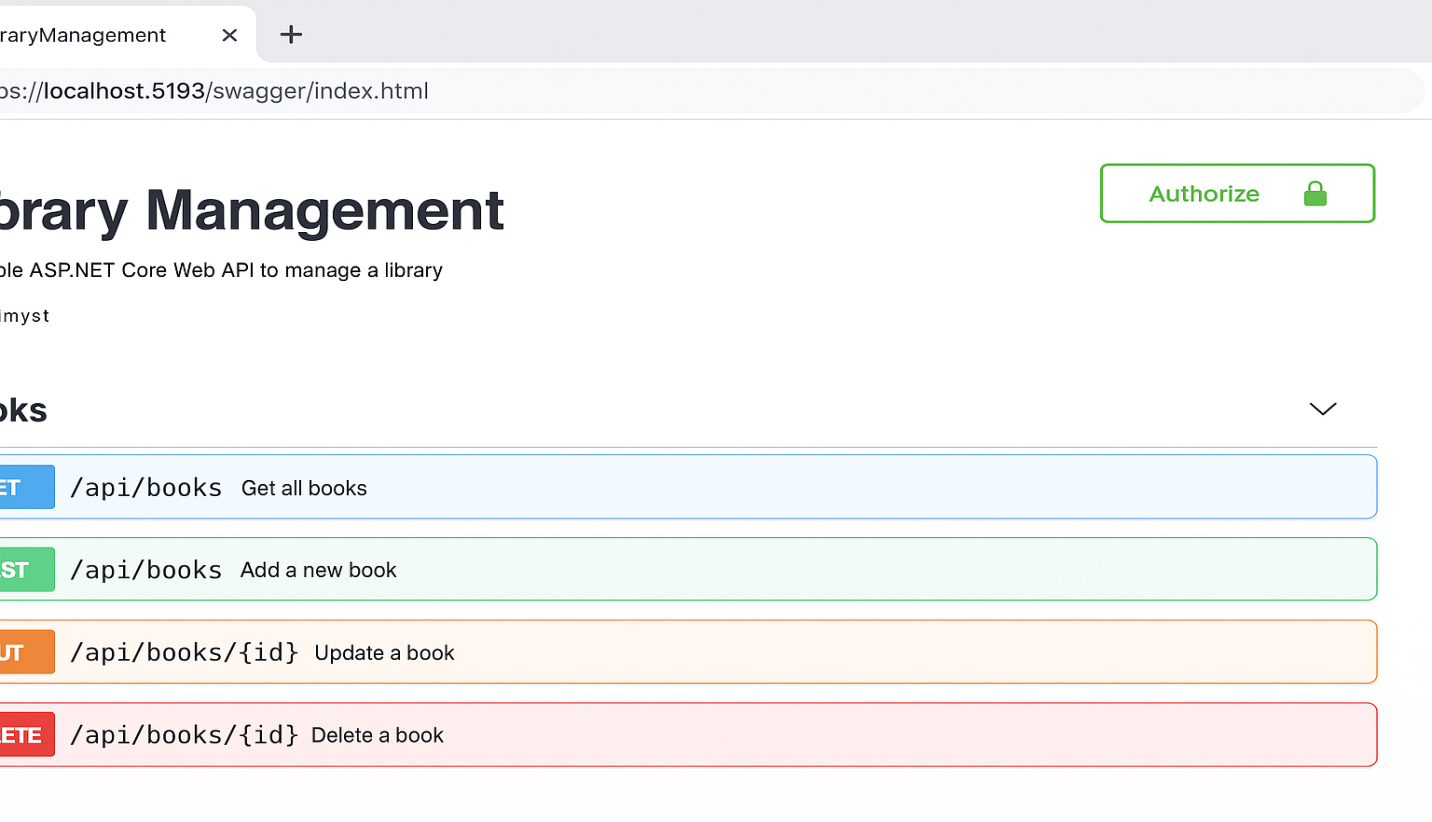 raryManagement
ps://localhost.5193/swagger/index.html
Authorize
brary Management
ple ASP.NET Core Web API to manage a library
imyst
oks
ET /api/books Get all books
ST /api/books Add a new book
UT /api/books/{id} Update a book
LETE /api/books/{id} Delete a book